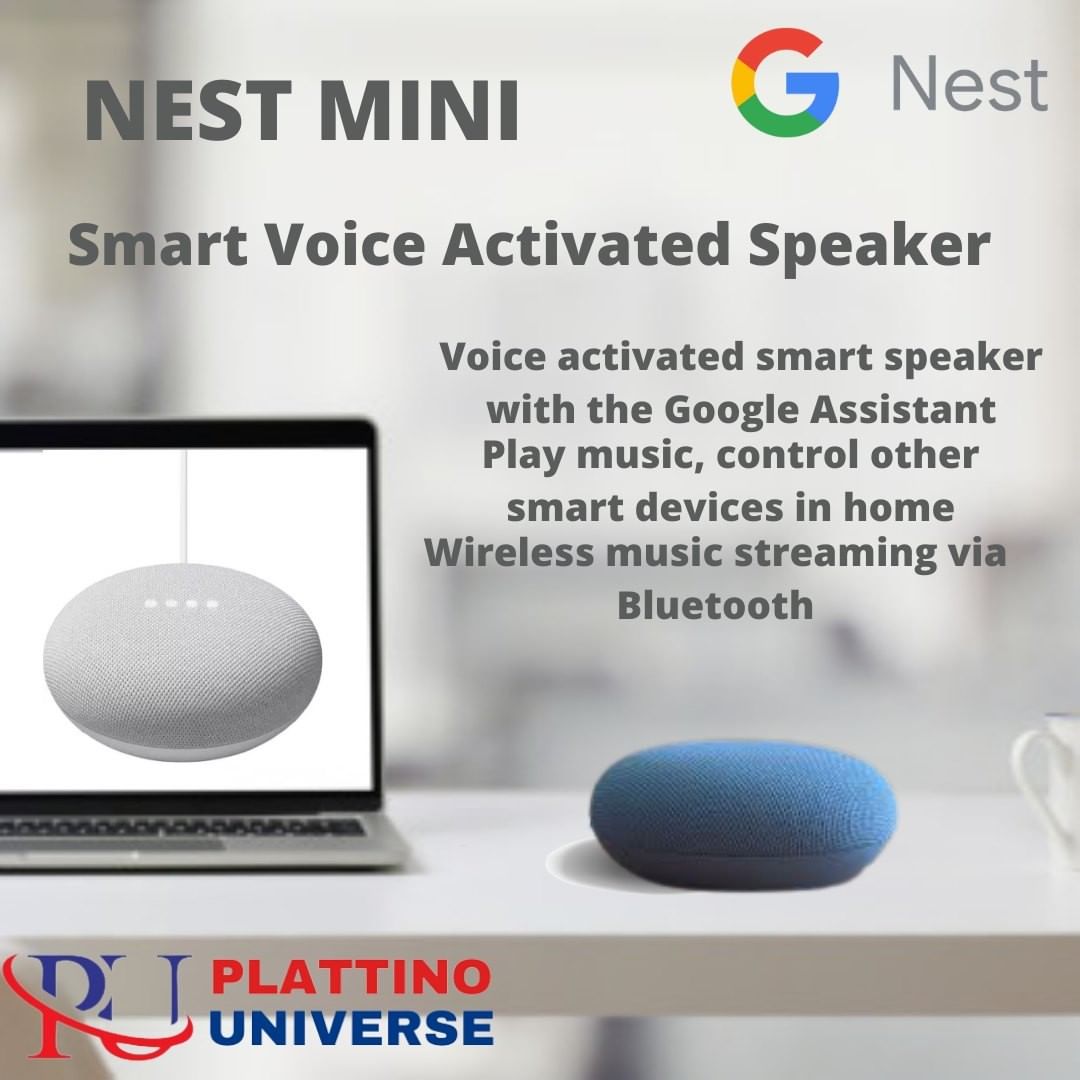 NEST MINI
G Nest
Smart Voice Activated Speaker
Voice activated smart speaker
with the Google Assistant
Play music, control other
smart devices in home
Wireless music streaming via
Bluetooth
PU PLATTINO
UNIVERSE